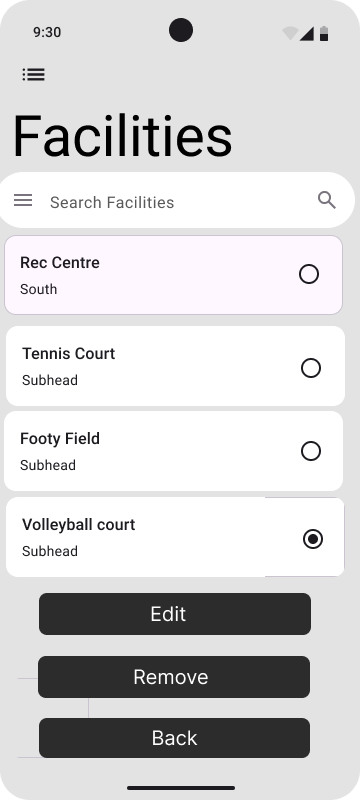 9:30
Facilities
Search Facilities
Rec Centre
South
Tennis Court
Subhead
Footy Field
Subhead
Volleyball court
Subhead
Edit
Remove
Back